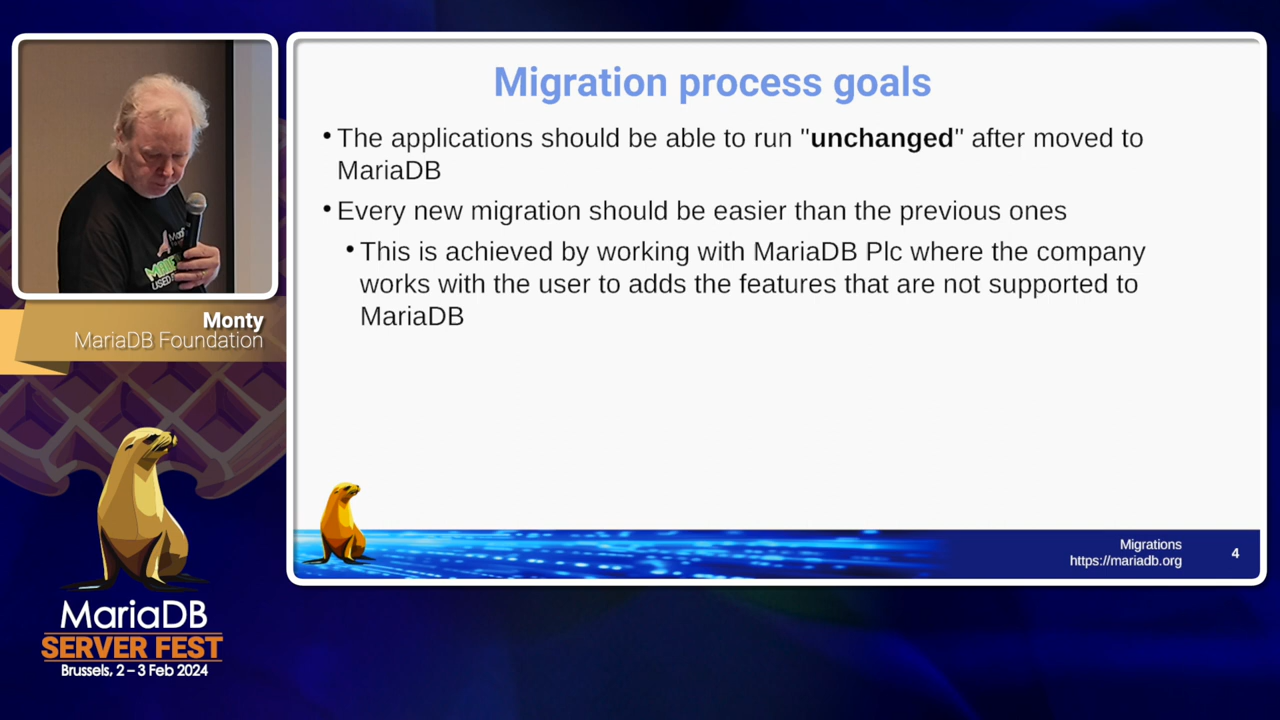 Migration process goals
• The applications should be able to run "unchanged" after moved to
MariaDB
• Every new migration should be easier than the previous ones
• This is achieved by working with MariaDB Plc where the company
works with the user to adds the features that are not supported to
MariaDB
Monty
MariaDB Foundation
Migrations
https://mariadb.org
4
MariaDB
SERVER FEST
Brussels, 2 – 3 Feb 2024